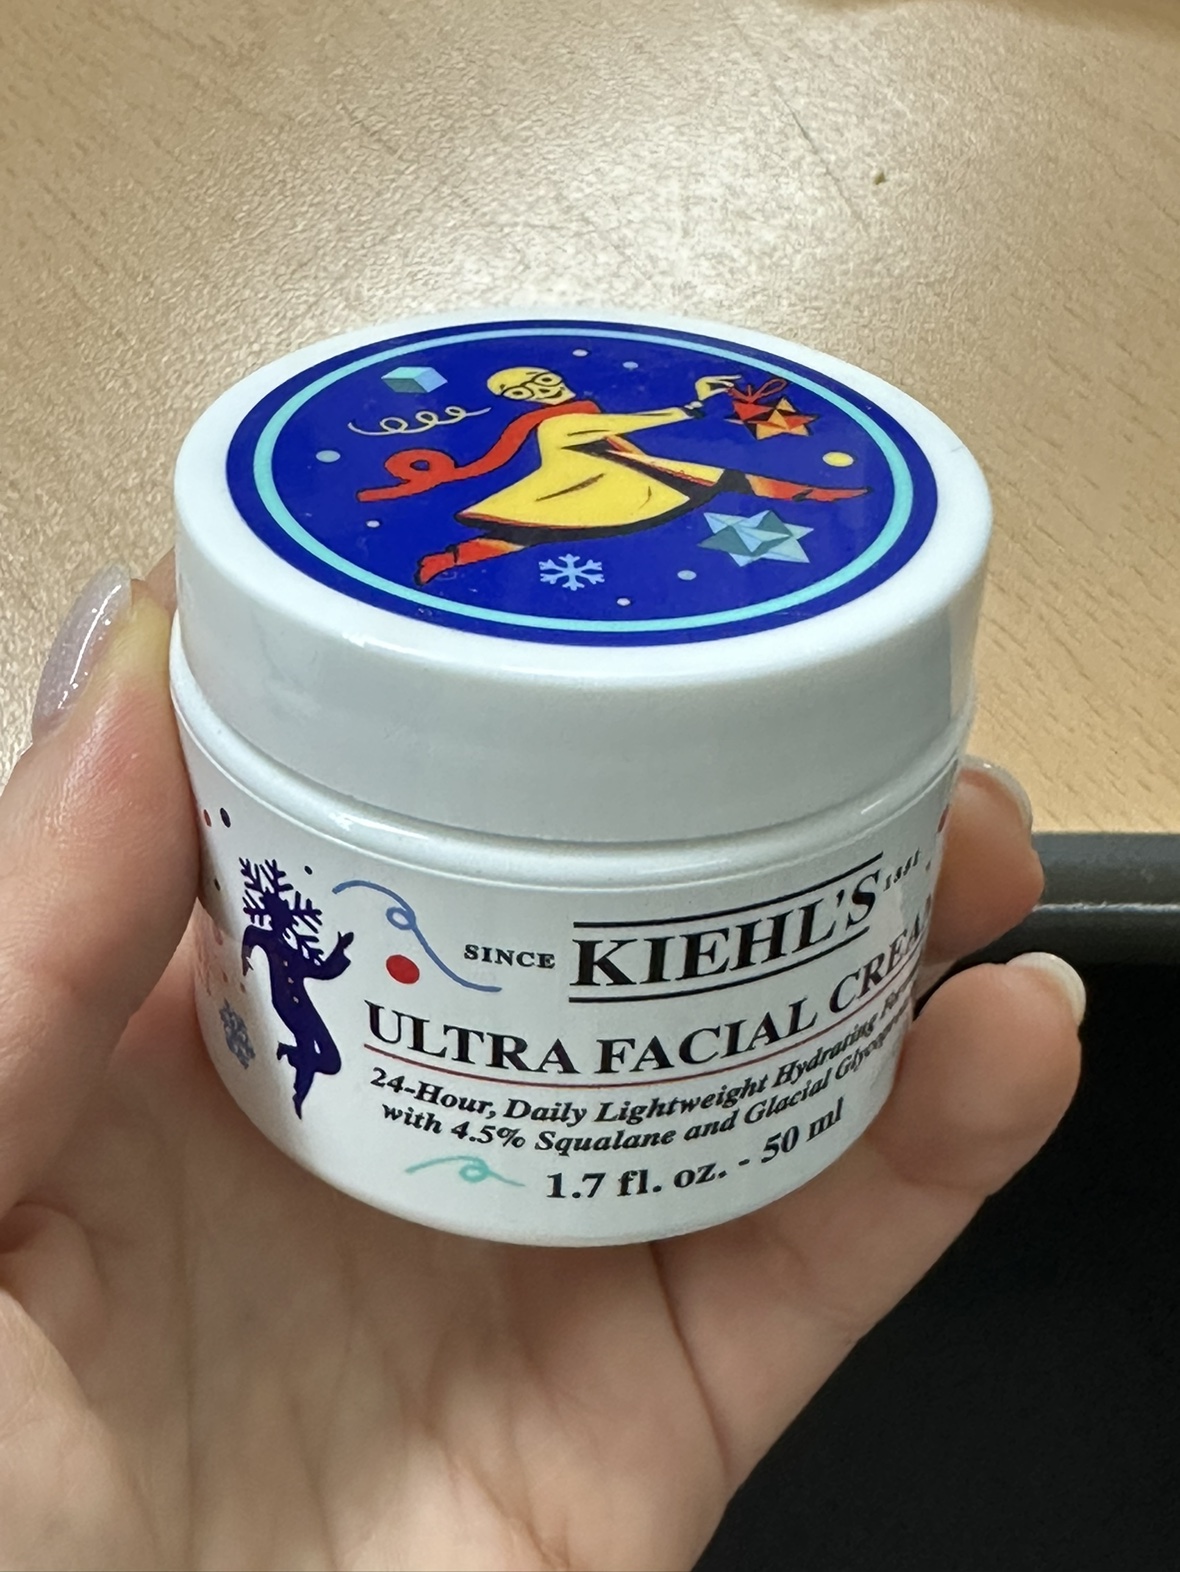 SINCE KIEHL'S 1851
ULTRA FACIAL CREAM
24-Hour, Daily Lightweight Hydrating
with 4.5% Squalane and Glacial
1.7 fl. oz. - 50 ml